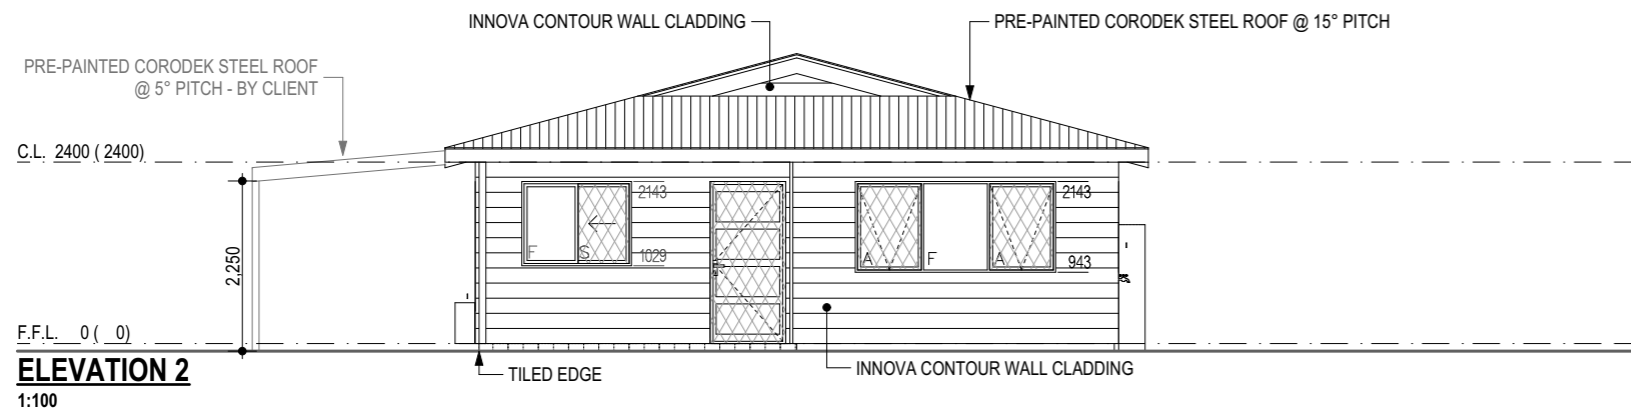 INNOVA CONTOUR WALL CLADDING
PRE-PAINTED CORODEK STEEL ROOF @ 15° PITCH
PRE-PAINTED CORODEK STEEL ROOF
@ 5° PITCH - BY CLIENT
C.L. 2400 ( 2400)
2143
2143
F
S
1029
A
F
A
943
2,250
F.F.L. 0 ( 0)
ELEVATION 2
TILED EDGE
INNOVA CONTOUR WALL CLADDING
1:100